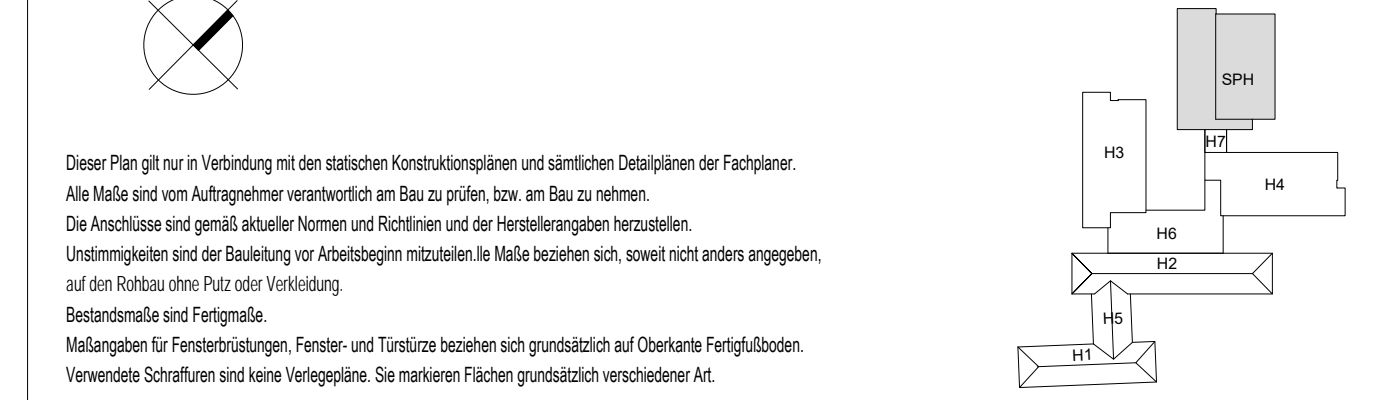 Dieser Plan gilt nur in Verbindung mit den statischen Konstruktionsplänen und sämtlichen Detailplänen der Fachplaner.
Alle Maße sind vom Auftragnehmer verantwortlich am Bau zu prüfen, bzw. am Bau zu nehmen.
Die Anschlüsse sind gemäß aktueller Normen und Richtlinien und der Herstellerangaben herzustellen.
Unstimmigkeiten sind der Bauleitung vor Arbeitsbeginn mitzuteilen.lle Maße beziehen sich, soweit nicht anders angegeben,
auf den Rohbau ohne Putz oder Verkleidung.
Bestandsmaße sind Fertigmaße.
Maßangaben für Fensterbrüstungen, Fenster- und Türstürze beziehen sich grundsätzlich auf Oberkante Fertigfußboden.
Verwendete Schraffuren sind keine Verlegepläne. Sie markieren Flächen grundsätzlich verschiedener Art.
SPH
H7
H3
H4
H6
H2
H5
H1